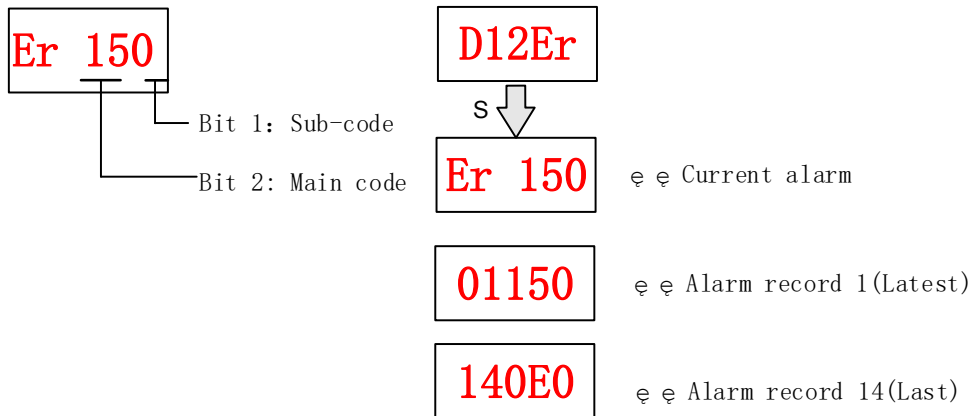 Er 150
Bit 1: Sub-code
Bit 2: Main code
D12Er
S
Er 150
ę ę Current alarm
01150
ę ę Alarm record 1(Latest)
140E0
ę ę Alarm record 14(Last)